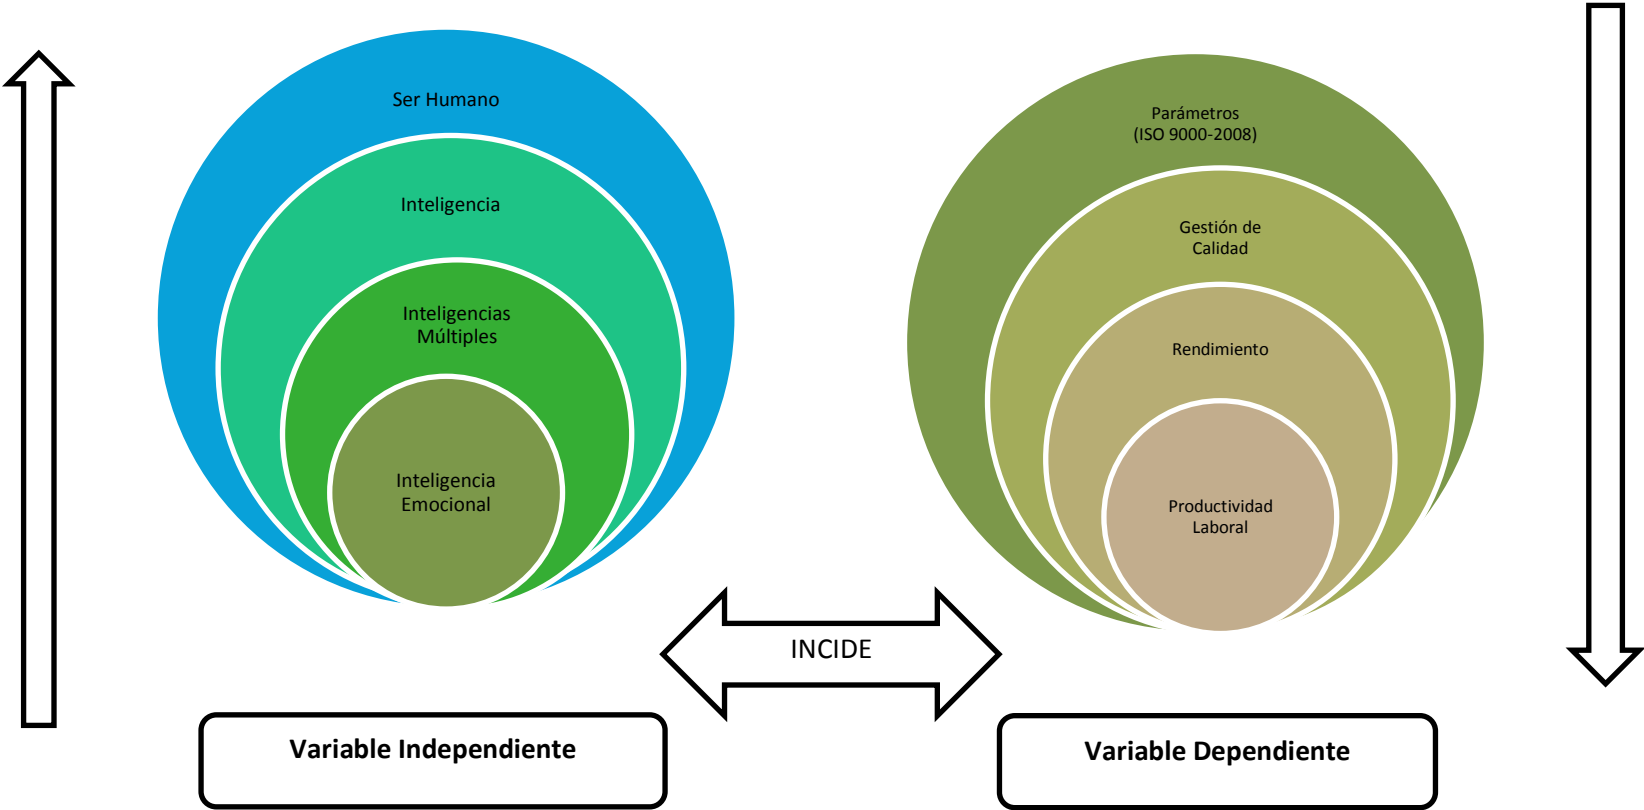 Ser Humano
Inteligencia
Inteligencias
Múltiples
Inteligencia
Emocional
Parámetros
(ISO 9000-2008)
Gestión de
Calidad
Rendimiento
Productividad
Laboral
INCIDE
Variable Independiente
Variable Dependiente